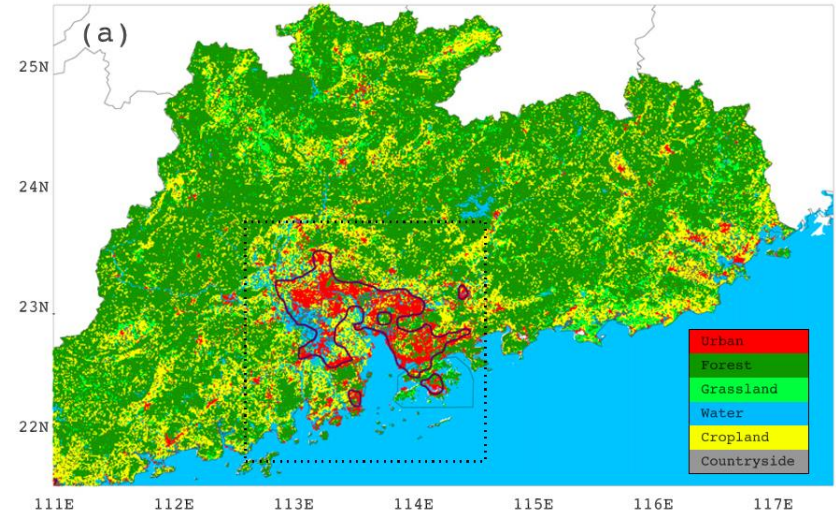 (a)
25N
24N
23N
22N
Urban
Forest
Grassland
Water
Cropland
Countryside
111E 112E 113E 114E 115E 116E 117E